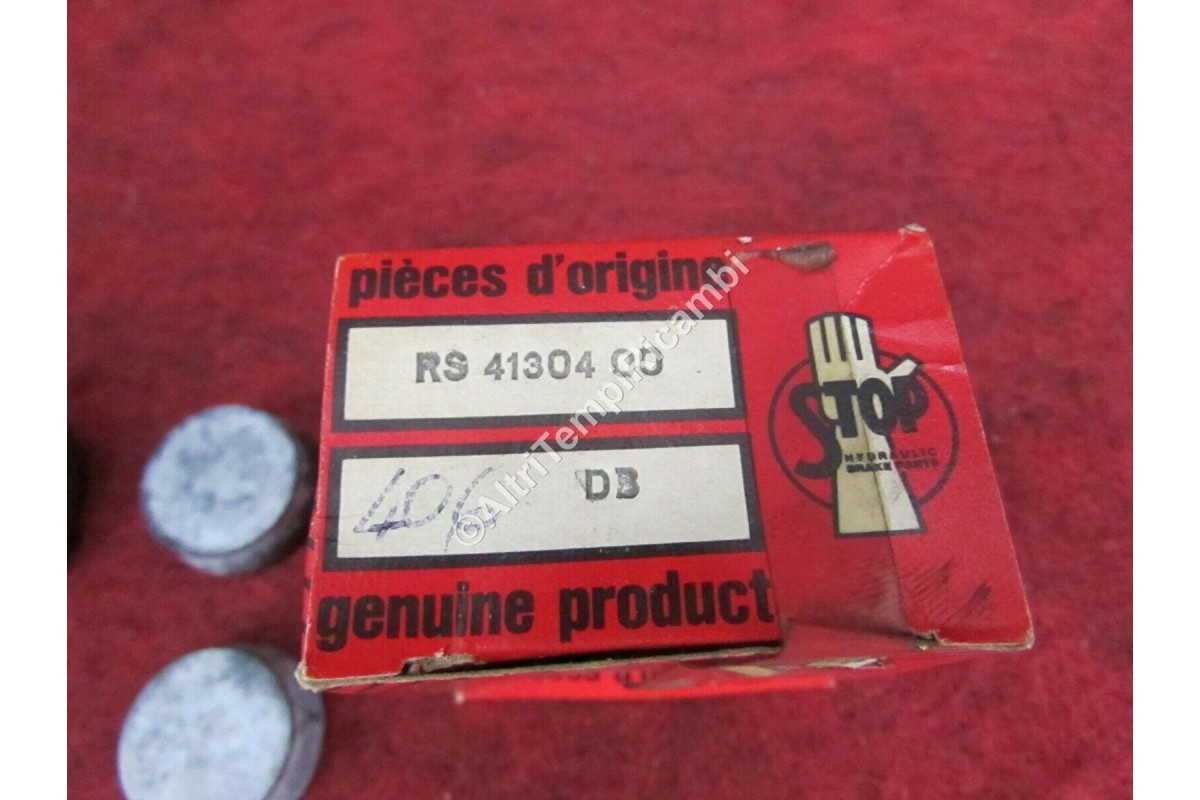 pièces d'origine
RS 41304 00
406 DB
genuine product
STOP
HYDRAULIC
BRAKE PARTS
©AltriTempiRicambi